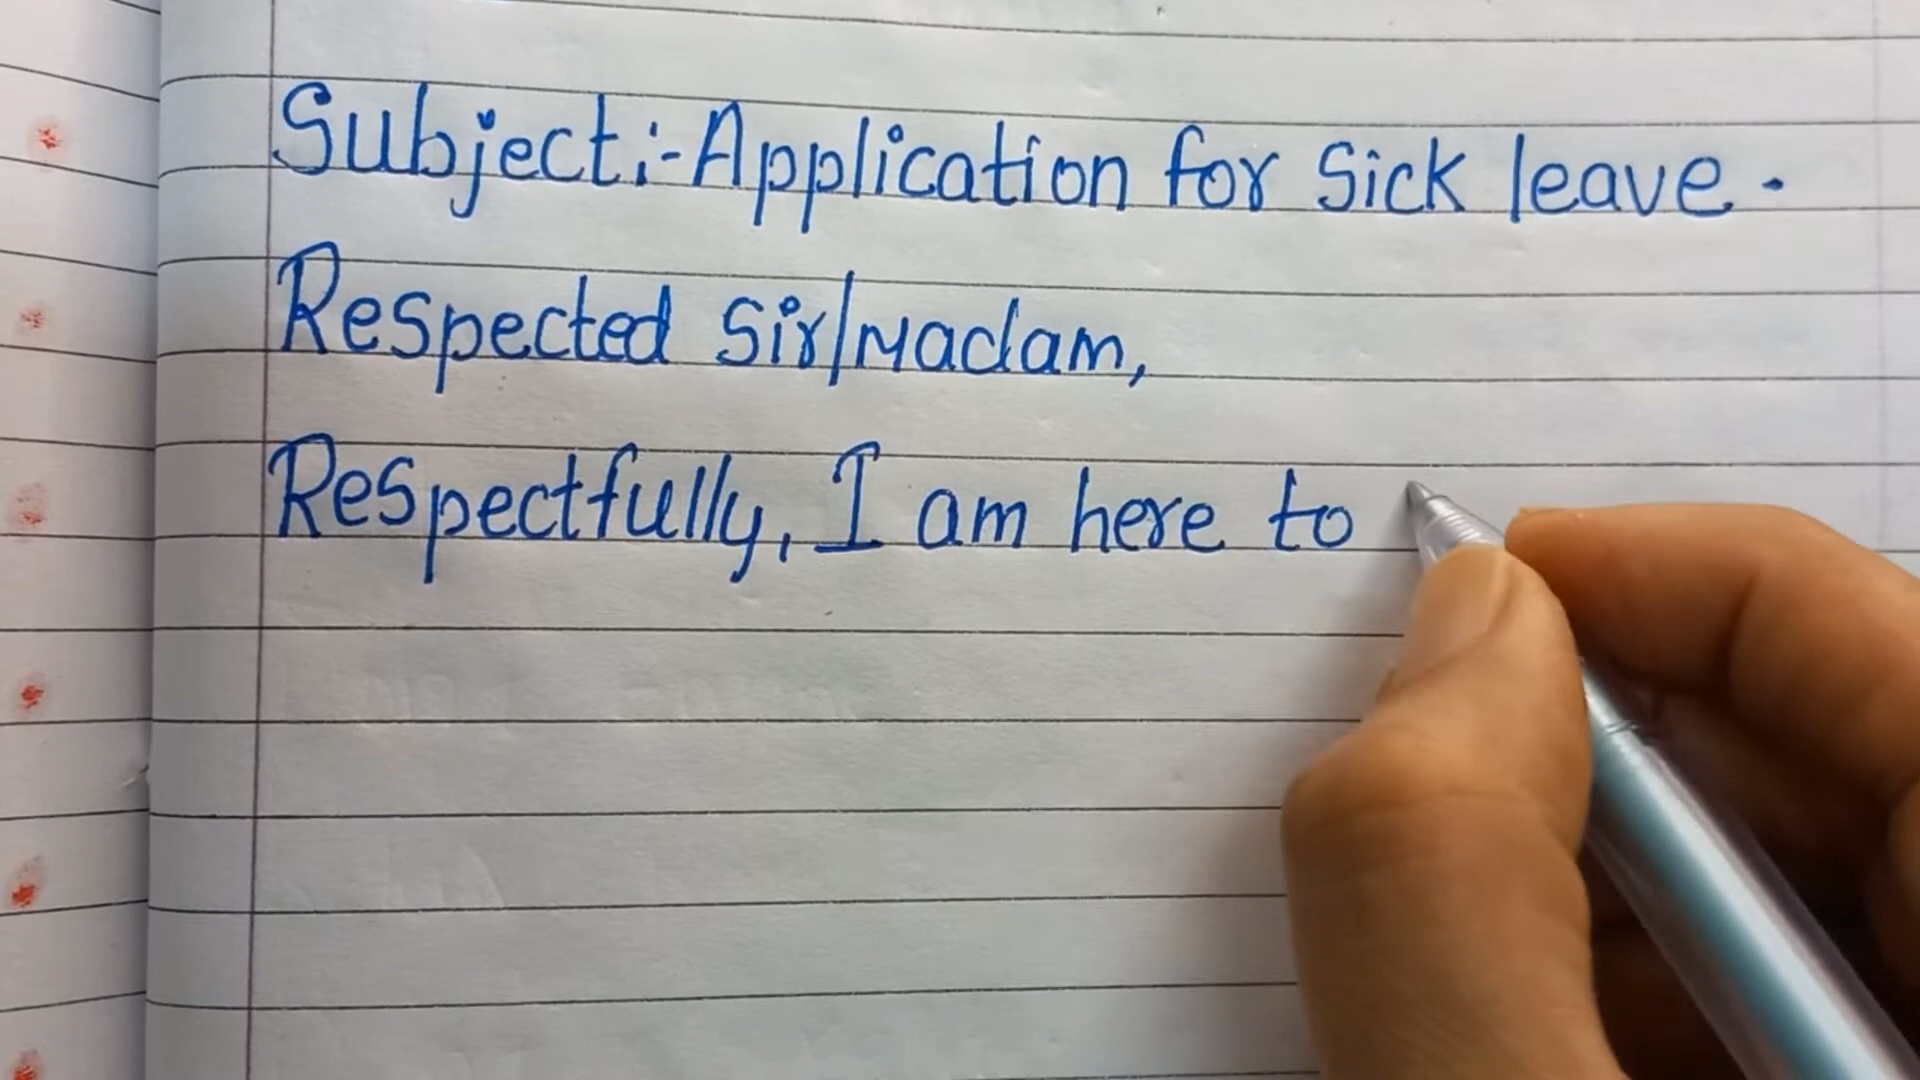 Subject:-Application for Sick leave.
Respected Sir/Madam,
Respectfully, I am here to